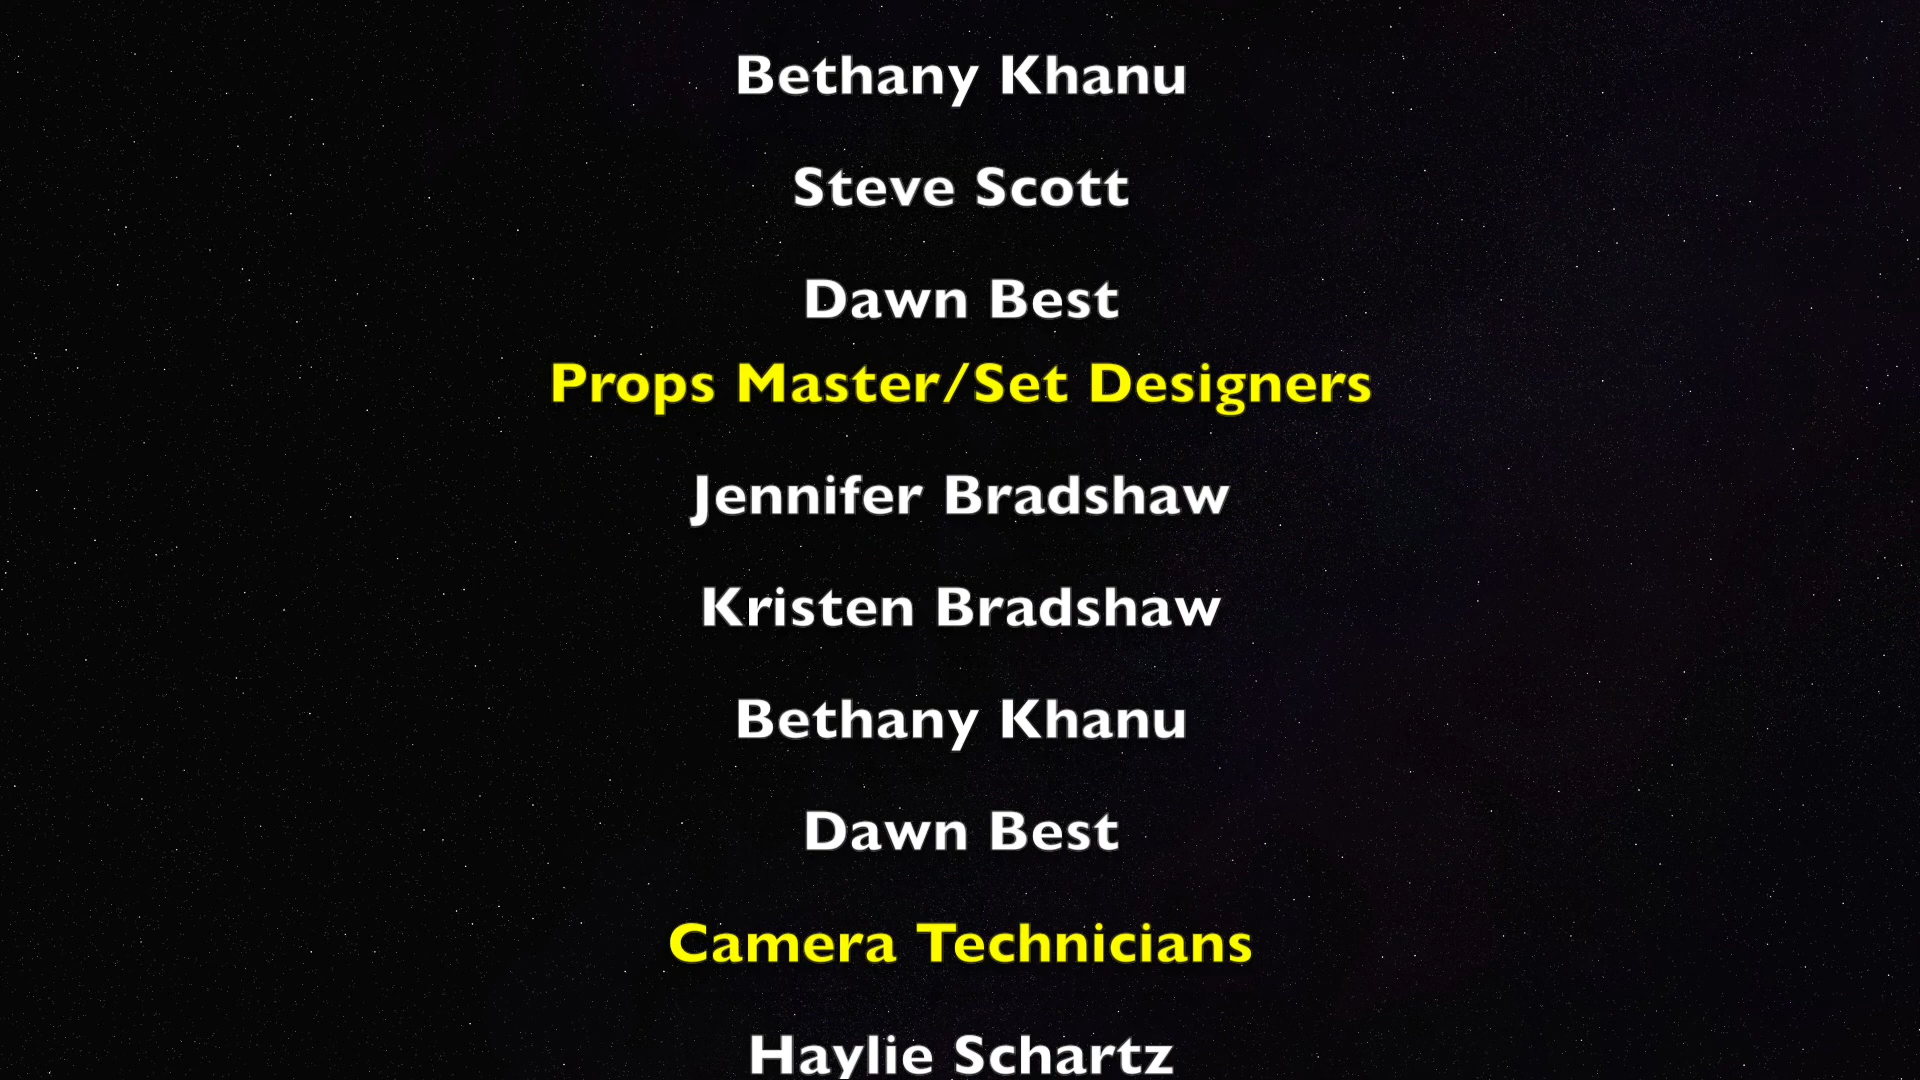 Bethany Khanu
Steve Scott
Dawn Best
Props Master/Set Designers
Jennifer Bradshaw
Kristen Bradshaw
Bethany Khanu
Dawn Best
Camera Technicians
Haylie Schartz